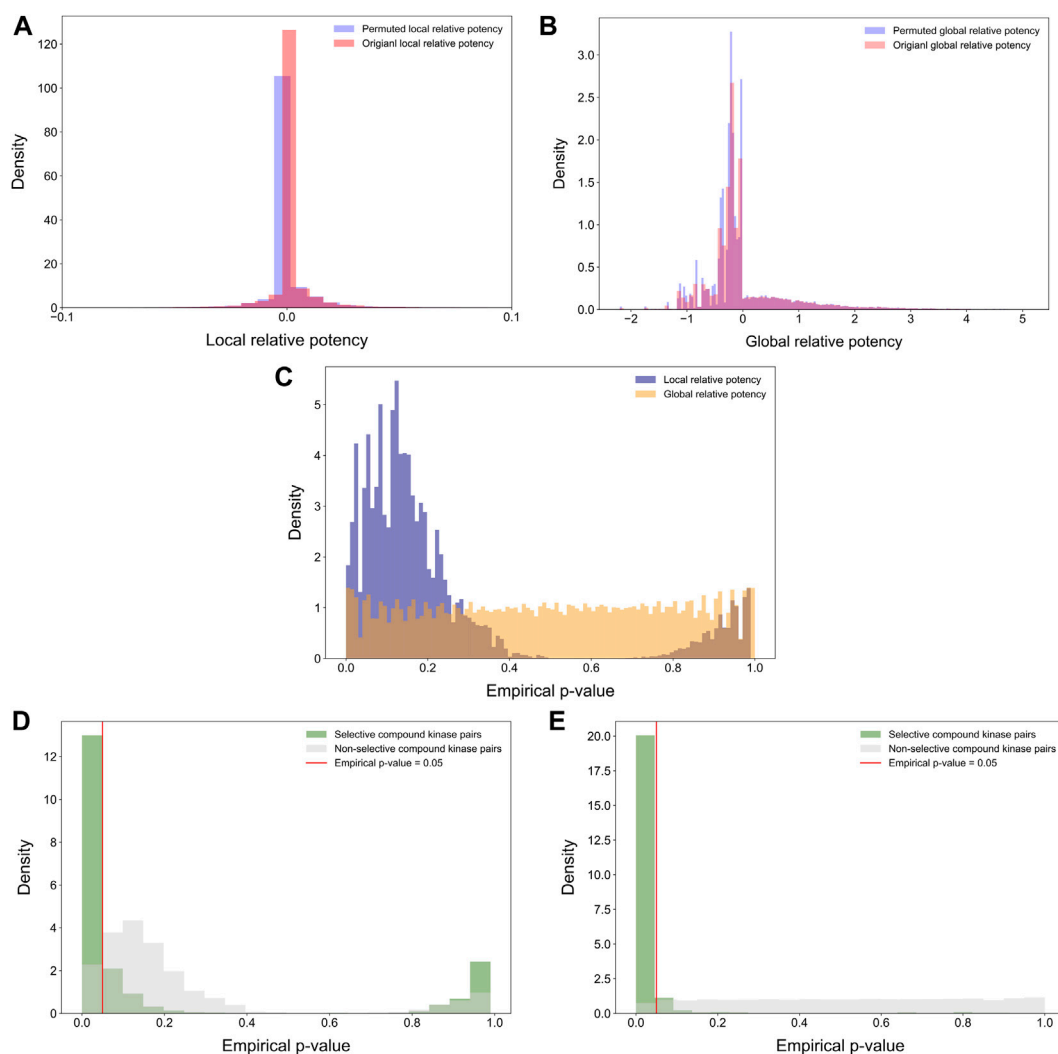 A
Permuted local relative potency
Origianl local relative potency
120
100
80
60
40
20
0
Density
−0.1
0.0
0.1
Local relative potency
B
Permuted global relative potency
Origianl global relative potency
3.0
2.5
2.0
1.5
1.0
0.5
0.0
Density
−2
−1
0
1
2
3
4
5
Global relative potency
C
Local relative potency
Global relative potency
5
4
3
2
1
0
Density
0.0
0.2
0.4
0.6
0.8
1.0
Empirical p-value
D
Selective compound kinase pairs
Non-selective compound kinase pairs
Empirical p-value = 0.05
12
10
8
6
4
2
0
Density
0.0
0.2
0.4
0.6
0.8
1.0
Empirical p-value
E
Selective compound kinase pairs
Non-selective compound kinase pairs
Empirical p-value = 0.05
20.0
17.5
15.0
12.5
10.0
7.5
5.0
2.5
0.0
Density
0.0
0.2
0.4
0.6
0.8
1.0
Empirical p-value